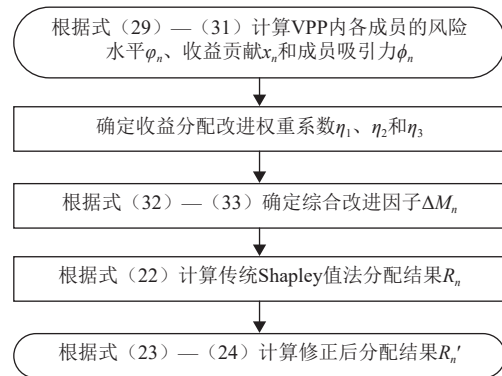 根据式（29）—（31）计算VPP内各成员的风险
水平φn、收益贡献xn和成员吸引力ϕn
确定收益分配改进权重系数η1、η2和η3
根据式（32）—（33）确定综合改进因子ΔMn
根据式（22）计算传统Shapley值法分配结果Rn
根据式（23）—（24）计算修正后分配结果Rn′